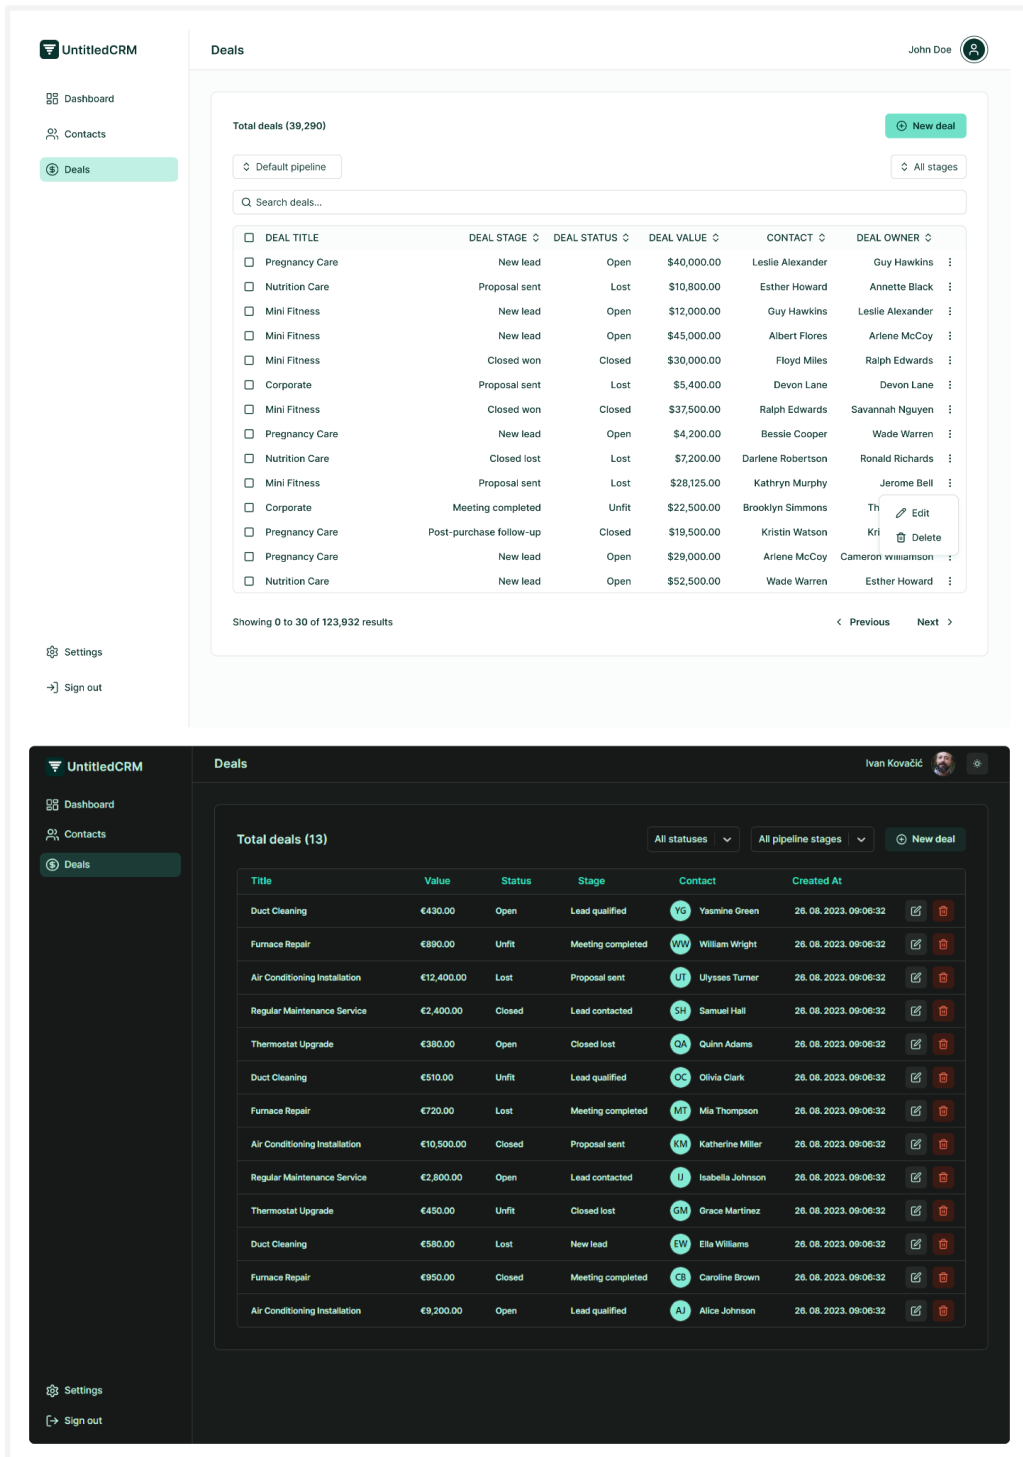 UntitledCRM
Deals
John Doe
Dashboard
Contacts
Deals
Total deals (39,290)
New deal
Default pipeline
All stages
Search deals...
DEAL TITLE DEAL STAGE DEAL STATUS DEAL VALUE CONTACT DEAL OWNER
Pregnancy Care New lead Open $40,000.00 Leslie Alexander Guy Hawkins
Nutrition Care Proposal sent Lost $10,800.00 Esther Howard Annette Black
Mini Fitness New lead Open $12,000.00 Guy Hawkins Leslie Alexander
Mini Fitness New lead Open $45,000.00 Albert Flores Arlene McCoy
Mini Fitness Closed won Closed $30,000.00 Floyd Miles Ralph Edwards
Corporate Proposal sent Lost $5,400.00 Devon Lane Devon Lane
Mini Fitness Closed won Closed $37,500.00 Ralph Edwards Savannah Nguyen
Pregnancy Care New lead Open $4,200.00 Bessie Cooper Wade Warren
Nutrition Care Closed lost Lost $7,200.00 Darlene Robertson Ronald Richards
Mini Fitness Proposal sent Lost $28,125.00 Kathryn Murphy Jerome Bell
Corporate Meeting completed Unfit $22,500.00 Brooklyn Simmons Th
Edit
Pregnancy Care Post-purchase follow-up Closed $19,500.00 Kristin Watson Kri
Delete
Pregnancy Care New lead Open $29,000.00 Arlene McCoy Cameron Williamson
Nutrition Care New lead Open $52,500.00 Wade Warren Esther Howard
Showing 0 to 30 of 123,932 results
Previous Next
Settings
Sign out
UntitledCRM
Deals
Ivan Kovačić
Dashboard
Contacts
Deals
Total deals (13)
All statuses
All pipeline stages
New deal
Title Value Status Stage Contact Created At
Duct Cleaning €430.00 Open Lead qualified YG Yasmine Green 26. 08. 2023. 09:06:32
Furnace Repair €890.00 Unfit Meeting completed WW William Wright 26. 08. 2023. 09:06:32
Air Conditioning Installation €12,400.00 Lost Proposal sent UT Ulysses Turner 26. 08. 2023. 09:06:32
Regular Maintenance Service €2,400.00 Closed Lead contacted SH Samuel Hall 26. 08. 2023. 09:06:32
Thermostat Upgrade €380.00 Open Closed lost QA Quinn Adams 26. 08. 2023. 09:06:32
Duct Cleaning €510.00 Unfit Lead qualified OC Olivia Clark 26. 08. 2023. 09:06:32
Furnace Repair €720.00 Lost Meeting completed MT Mia Thompson 26. 08. 2023. 09:06:32
Air Conditioning Installation €10,500.00 Closed Proposal sent KM Katherine Miller 26. 08. 2023. 09:06:32
Regular Maintenance Service €2,800.00 Open Lead contacted IJ Isabella Johnson 26. 08. 2023. 09:06:32
Thermostat Upgrade €450.00 Unfit Closed lost GM Grace Martinez 26. 08. 2023. 09:06:32
Duct Cleaning €580.00 Lost New lead EW Ella Williams 26. 08. 2023. 09:06:32
Furnace Repair €950.00 Closed Meeting completed CB Caroline Brown 26. 08. 2023. 09:06:32
Air Conditioning Installation €9,200.00 Open Lead qualified AJ Alice Johnson 26. 08. 2023. 09:06:32
Settings
Sign out